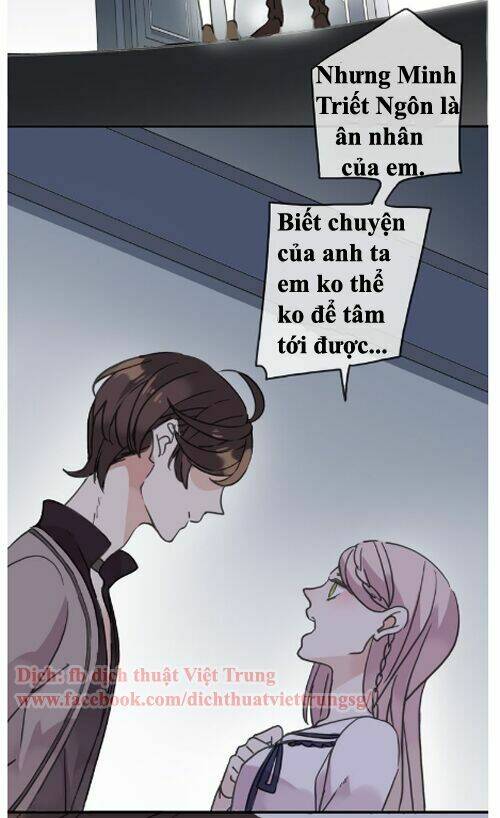 Nhưng Minh
Triết Ngôn là
ân nhân
của em.
Biết chuyện
của anh ta
em ko thể
ko để tâm
tới được...
Dịch: fb dịch thuật Việt Trung
www.facebook.com/dichthuatviettrungsg/